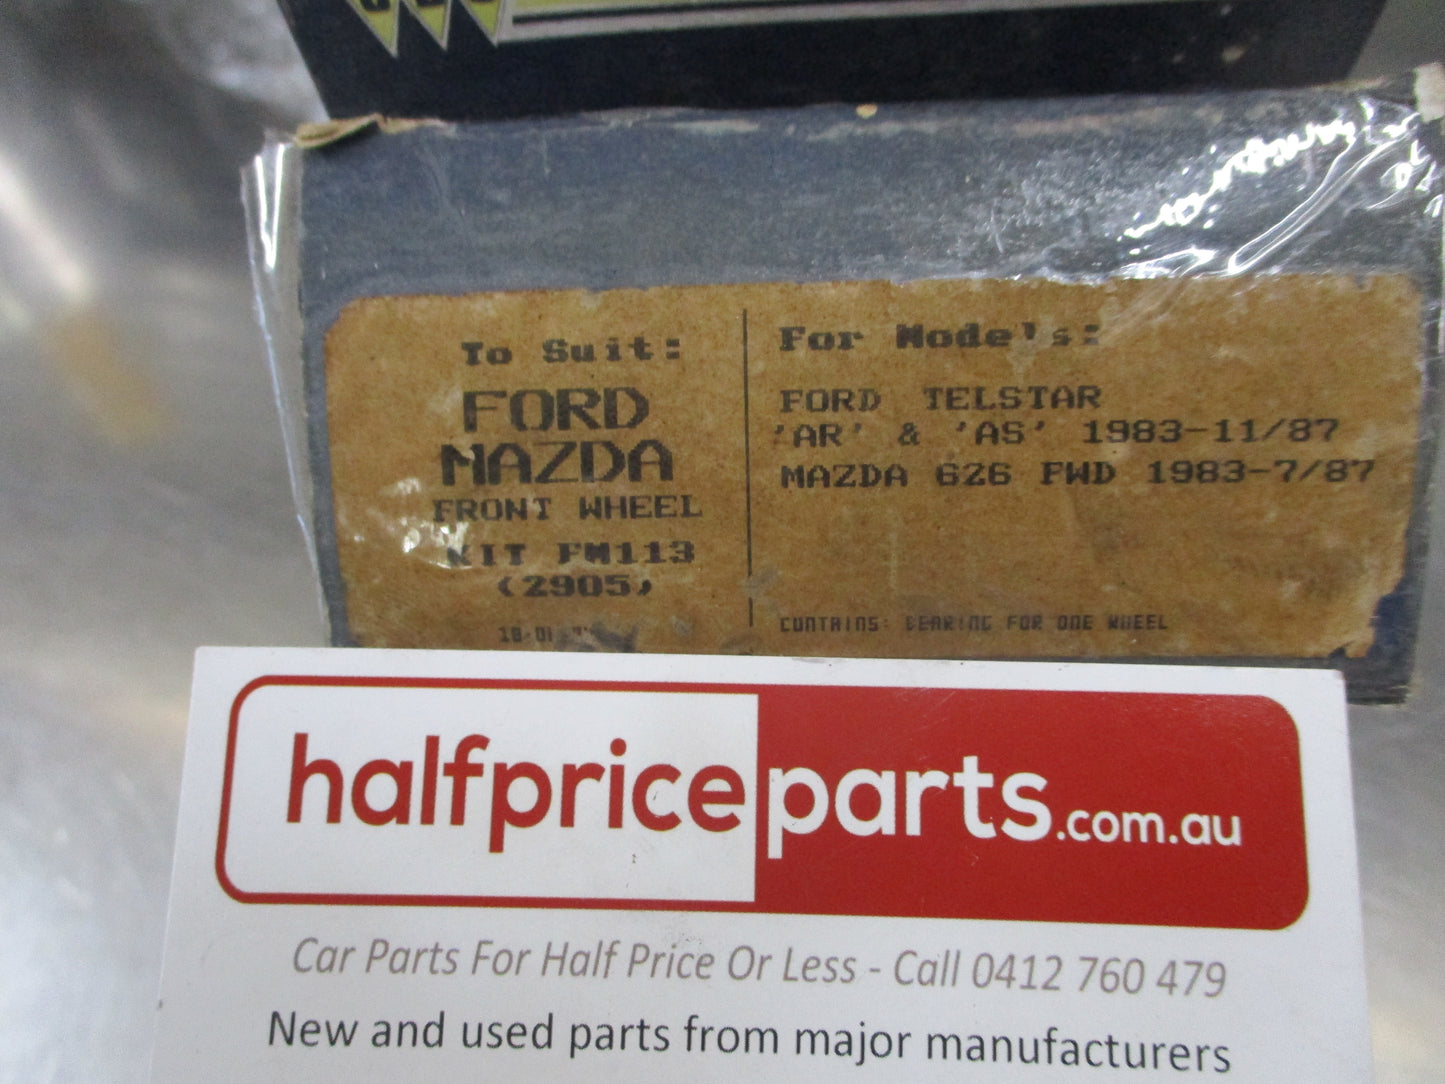 To Suit:
FORD
MAZDA
FRONT WHEEL
KIT FM113
(2905)
For Models:
FORD TELSTAR
'AR' & 'AS' 1983-11/87
MAZDA 626 FWD 1983-7/87
CONTAINS: BEARING FOR ONE WHEEL
halfpriceparts.com.au
Car Parts For Half Price Or Less - Call 0412 760 479
New and used parts from major manufacturers